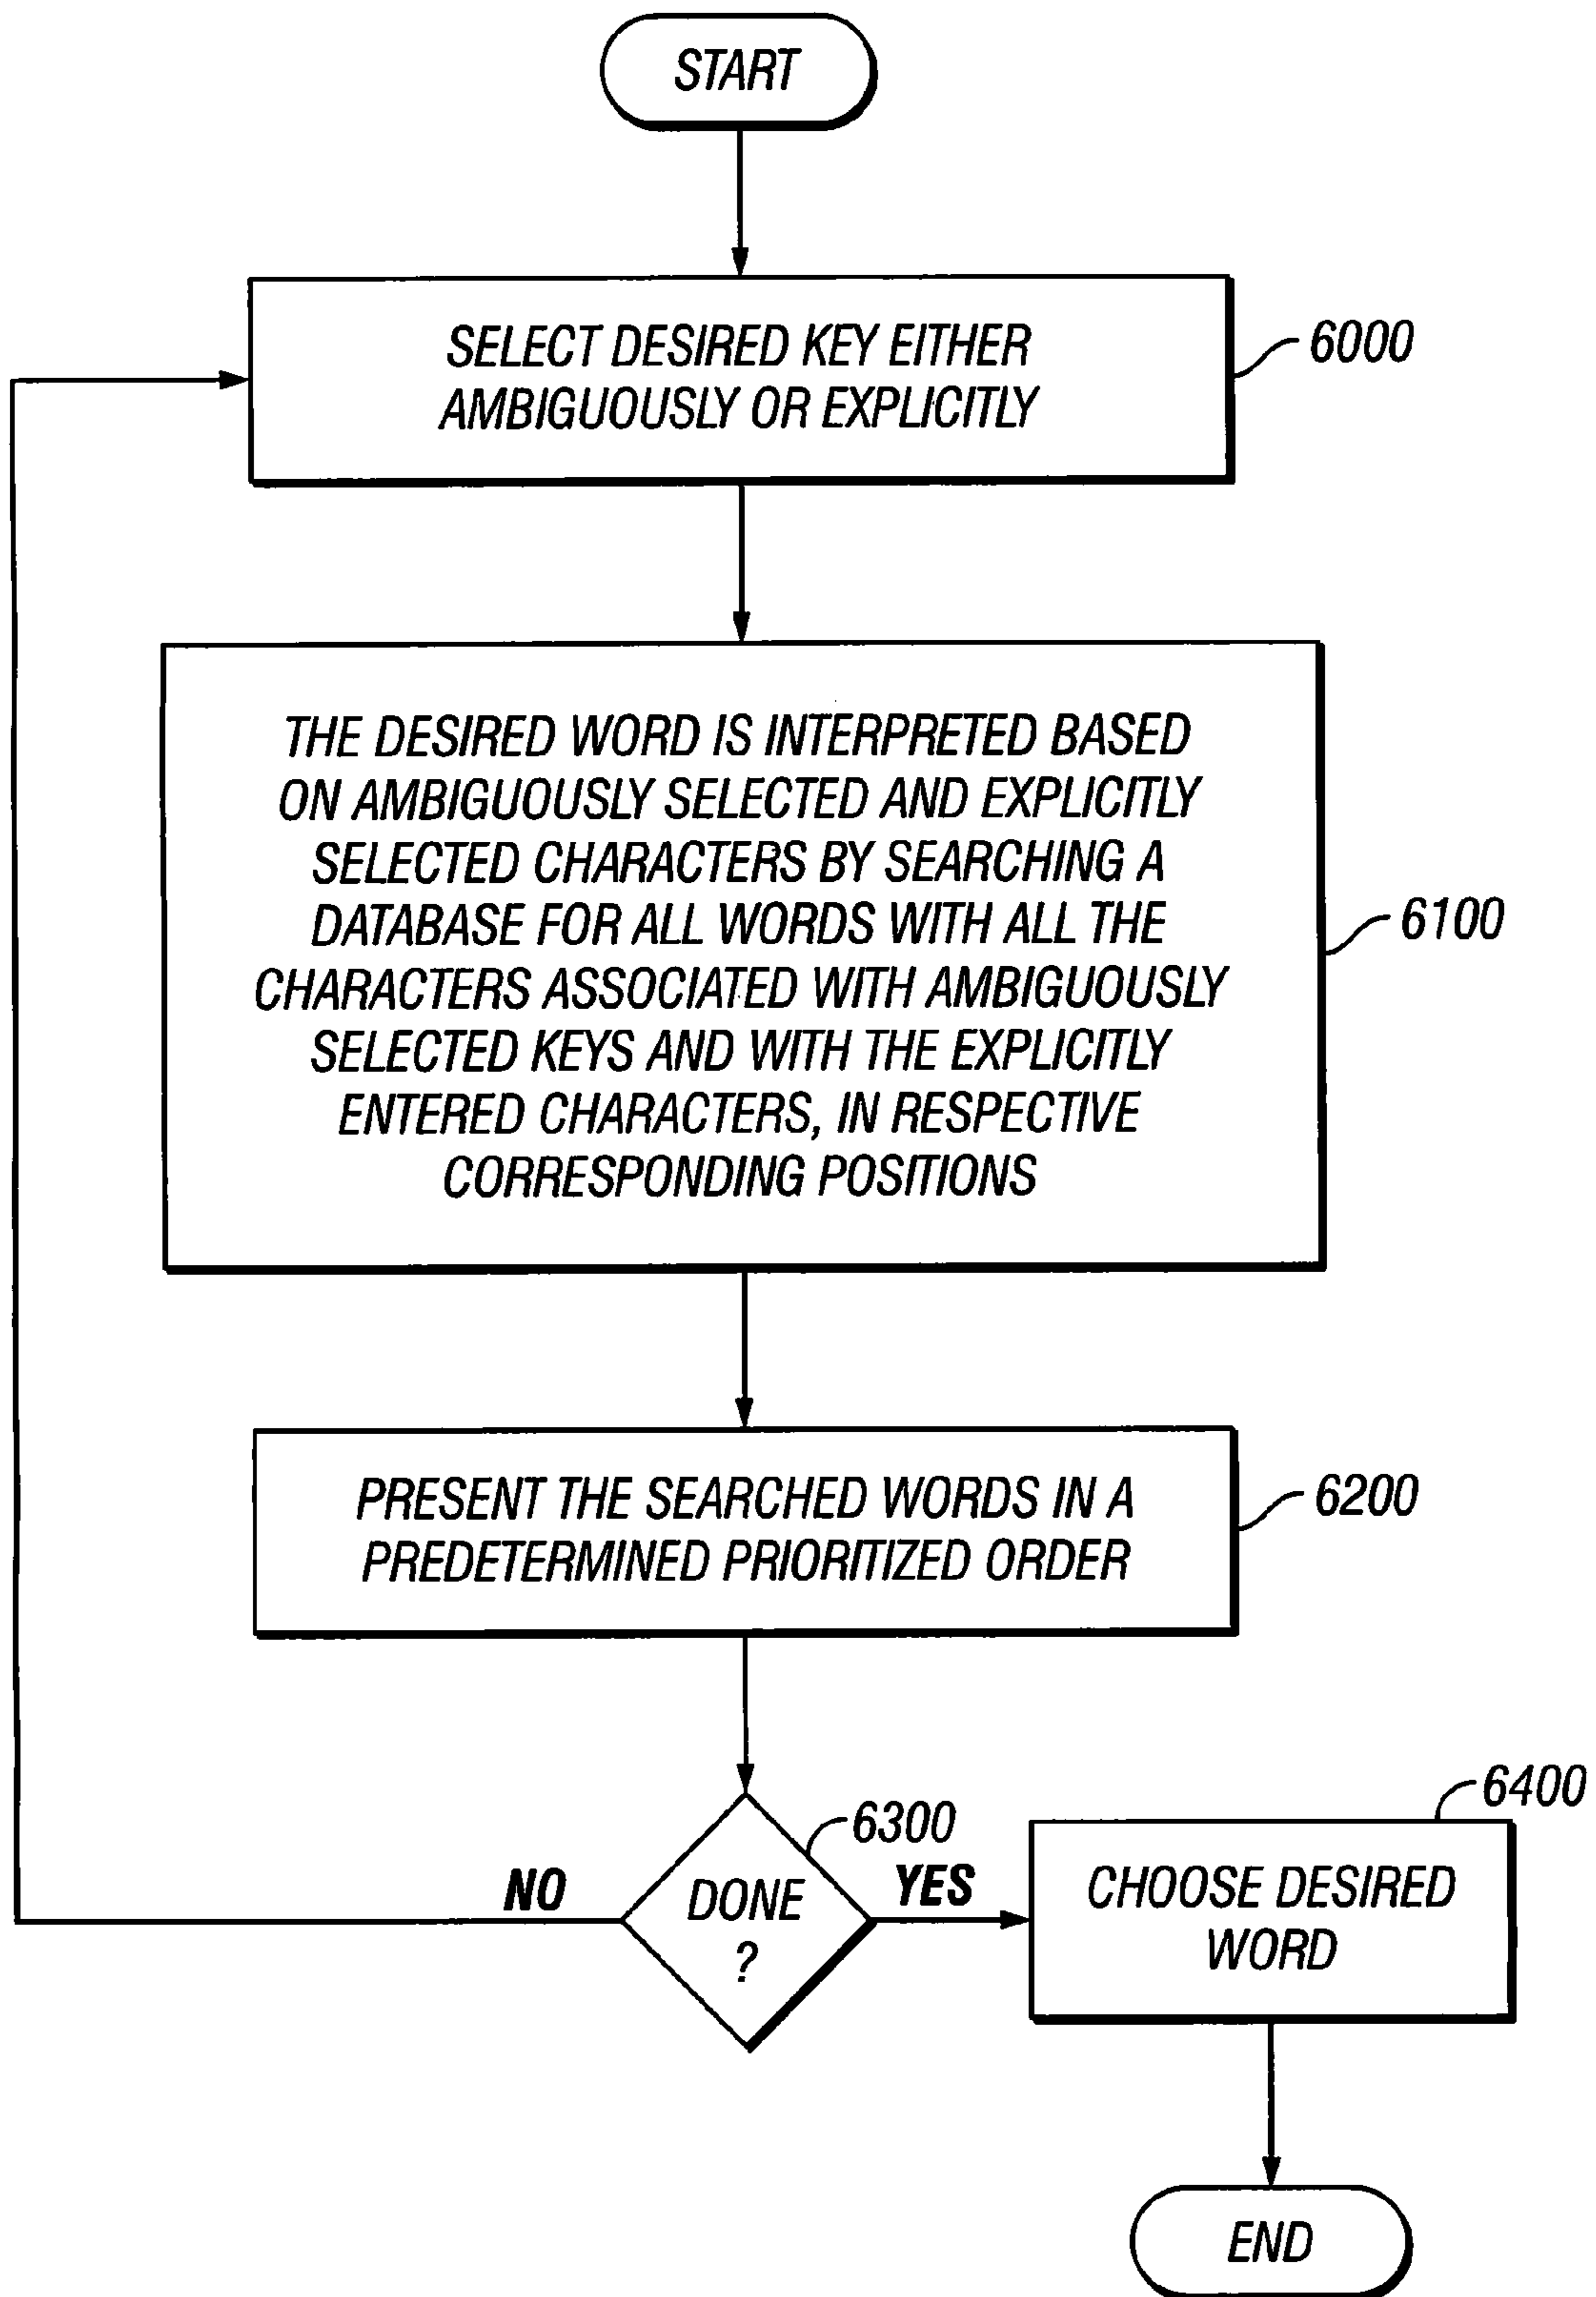 START
SELECT DESIRED KEY EITHER
AMBIGUOUSLY OR EXPLICITLY
6000
THE DESIRED WORD IS INTERPRETED BASED
ON AMBIGUOUSLY SELECTED AND EXPLICITLY
SELECTED CHARACTERS BY SEARCHING A
DATABASE FOR ALL WORDS WITH ALL THE
CHARACTERS ASSOCIATED WITH AMBIGUOUSLY
SELECTED KEYS AND WITH THE EXPLICITLY
ENTERED CHARACTERS, IN RESPECTIVE
CORRESPONDING POSITIONS
6100
PRESENT THE SEARCHED WORDS IN A
PREDETERMINED PRIORITIZED ORDER
6200
DONE
?
6300
NO
YES
CHOOSE DESIRED
WORD
6400
END